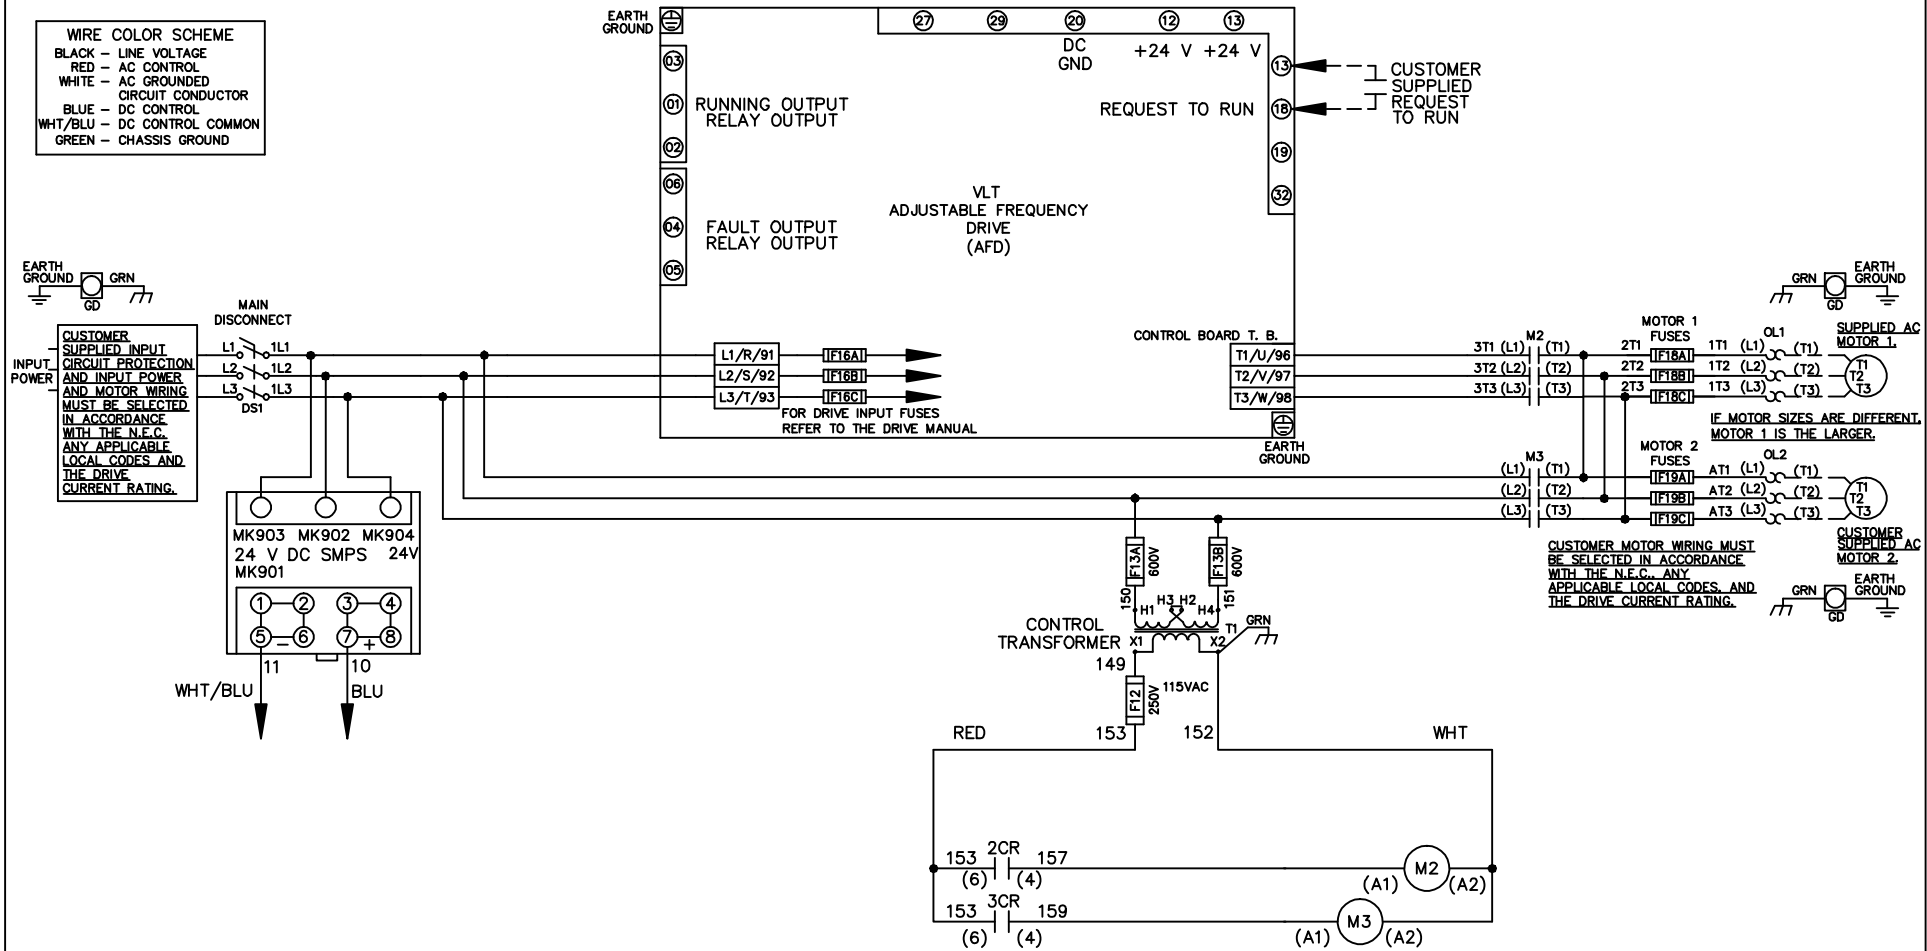 WIRE COLOR SCHEME
BLACK – LINE VOLTAGE
RED – AC CONTROL
WHITE – AC GROUNDED
CIRCUIT CONDUCTOR
BLUE – DC CONTROL
WHT/BLU – DC CONTROL COMMON
GREEN – CHASSIS GROUND
EARTH
GROUND
27 29 20 12 13
DC
GND
+24 V +24 V
03
01
02
RUNNING OUTPUT
RELAY OUTPUT
06
04
05
FAULT OUTPUT
RELAY OUTPUT
REQUEST TO RUN
13
18
19
32
CUSTOMER
SUPPLIED
REQUEST
TO RUN
VLT
ADJUSTABLE FREQUENCY
DRIVE
(AFD)
EARTH
GROUND
GRN
GD
MAIN
DISCONNECT
INPUT
POWER
CUSTOMER
SUPPLIED INPUT
CIRCUIT PROTECTION
AND INPUT POWER
AND MOTOR WIRING
MUST BE SELECTED
IN ACCORDANCE
WITH THE N.E.C.
ANY APPLICABLE
LOCAL CODES AND
THE DRIVE
CURRENT RATING.
L1 1L1
L2 1L2
L3 1L3
DS1
L1/R/91 F16A
L2/S/92 F16B
L3/T/93 F16C
FOR DRIVE INPUT FUSES
REFER TO THE DRIVE MANUAL
CONTROL BOARD T. B.
T1/U/96
T2/V/97
T3/W/98
EARTH
GROUND
M2
3T1 (L1) (T1)
3T2 (L2) (T2)
3T3 (L3) (T3)
MOTOR 1
FUSES
2T1 F18A 1T1 (L1) (T1)
2T2 F18B 1T2 (L2) (T2)
2T3 F18C 1T3 (L3) (T3)
OL1
T1
T2
T3
GRN
GD
EARTH
GROUND
SUPPLIED AC
MOTOR 1.
IF MOTOR SIZES ARE DIFFERENT,
MOTOR 1 IS THE LARGER.
M3
(L1) (T1)
(L2) (T2)
(L3) (T3)
MOTOR 2
FUSES
F19A AT1 (L1) (T1)
F19B AT2 (L2) (T2)
F19C AT3 (L3) (T3)
OL2
T1
T2
T3
CUSTOMER
SUPPLIED AC
MOTOR 2.
CUSTOMER MOTOR WIRING MUST
BE SELECTED IN ACCORDANCE
WITH THE N.E.C., ANY
APPLICABLE LOCAL CODES, AND
THE DRIVE CURRENT RATING.
GRN
GD
EARTH
GROUND
MK903 MK902 MK904
24 V DC SMPS 24V
MK901
1 2 3 4
5 – 6 7 + 8
11 10
WHT/BLU BLU
F13A 600V
F13B 600V
150 151
H1 H3 H2 H4
CONTROL
TRANSFORMER
X1 X2 T1 GRN
149
F12 250V
115VAC
RED 153 152 WHT
153 2CR 157
(6) (4)
M2
(A1) (A2)
153 3CR 159
(6) (4)
M3
(A1) (A2)